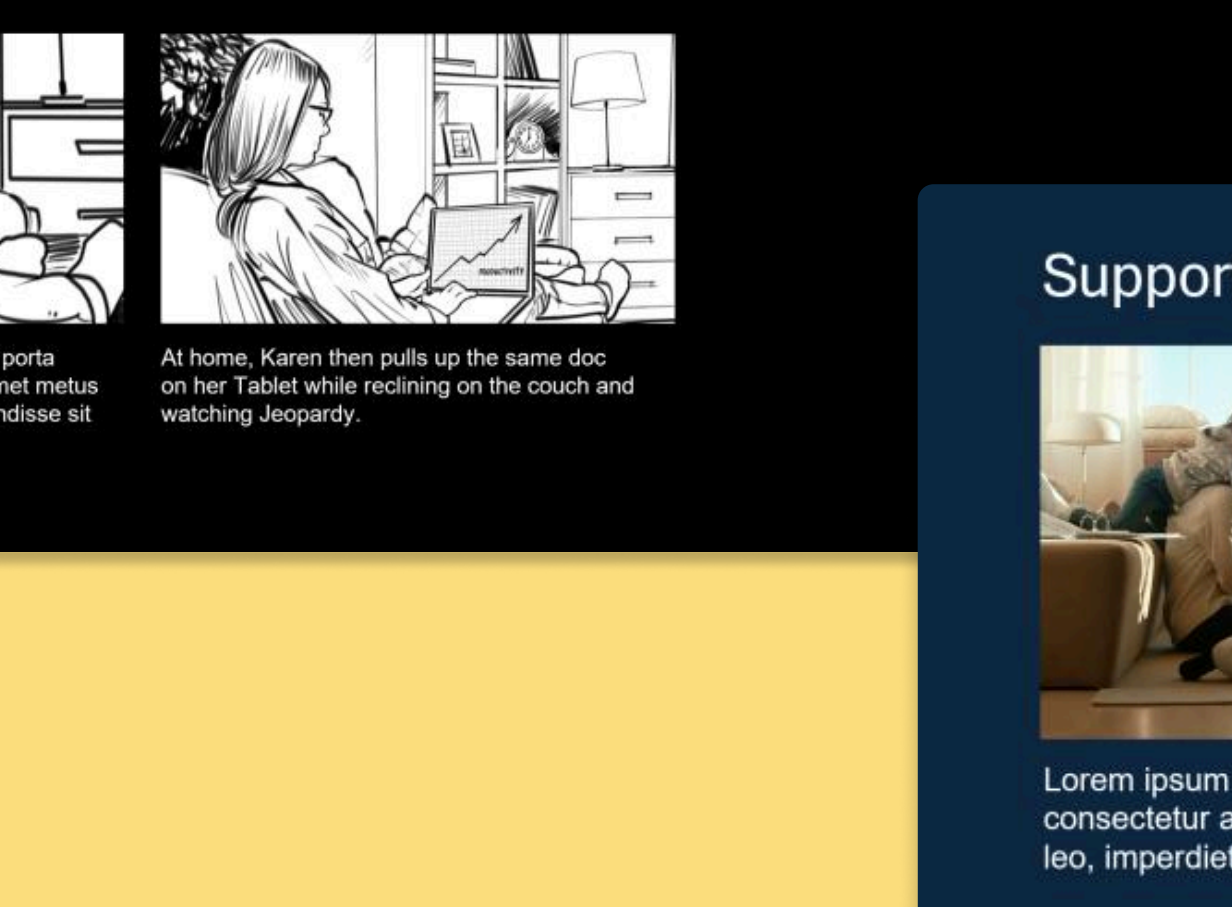 porta
met metus
ndisse sit
PRODUCTIVITY
At home, Karen then pulls up the same doc
on her Tablet while reclining on the couch and
watching Jeopardy.
Suppor
Lorem ipsum
consectetur a
leo, imperdiet